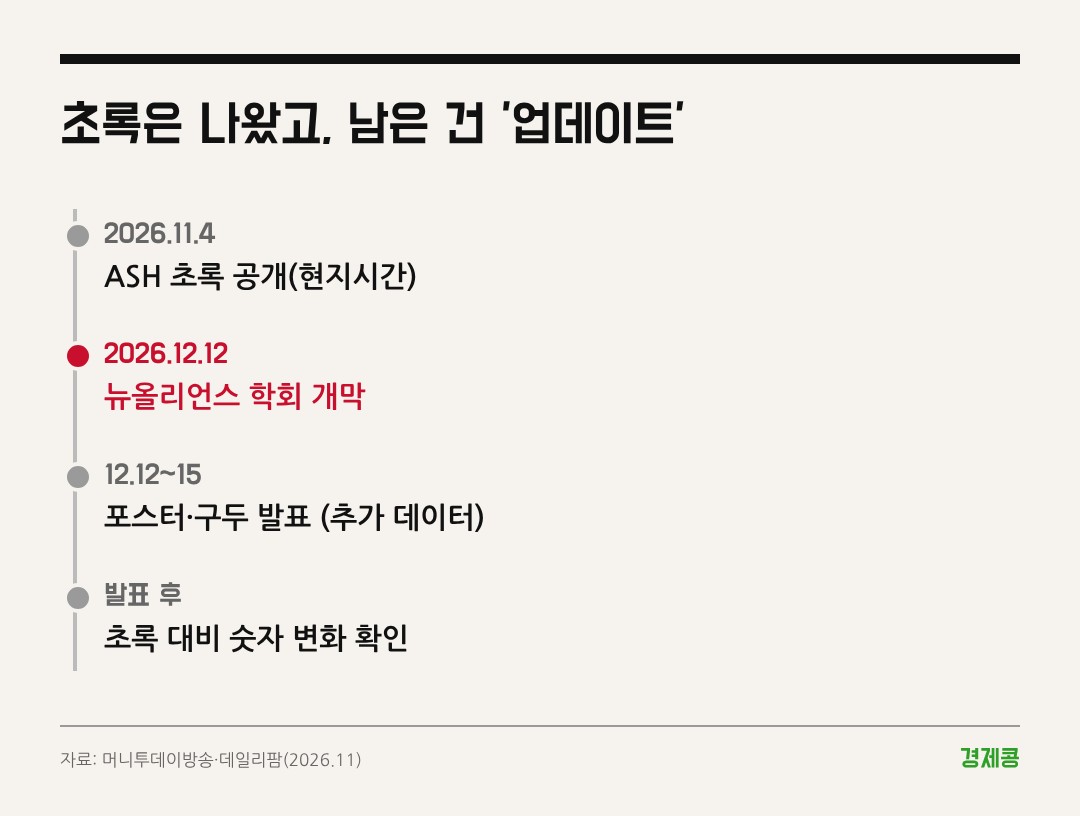 초록은 나왔고, 남은 건 '업데이트'
2026.11.4
ASH 초록 공개(현지시간)
2026.12.12
뉴올리언스 학회 개막
12.12~15
포스터·구두 발표 (추가 데이터)
발표 후
초록 대비 숫자 변화 확인
자료: 머니투데이방송·데일리팜(2026.11)
경제콩